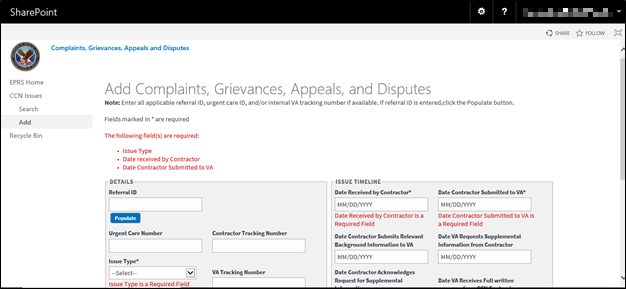 SharePoint
?
SHARE FOLLOW
Complaints, Grievances, Appeals and Disputes
EPRS Home
CCN Issues
Search
Add
Recycle Bin
Add Complaints, Grievances, Appeals, and Disputes
Note: Enter all applicable referral ID, urgent care ID, and/or internal VA tracking number if available. If referral ID is entered,click the Populate button.
Fields marked in * are required
The following field(s) are required:
• Issue Type
• Date received by Contractor
• Date Contractor Submitted to VA
DETAILS
Referral ID
Populate
Urgent Care Number Contractor Tracking Number
Issue Type*
--Select--
VA Tracking Number
Issue Type is a Required Field
ISSUE TIMELINE
Date Received by Contractor* Date Contractor Submitted to VA*
MM/DD/YYYY MM/DD/YYYY
Date Received by Contractor is a Required Field
Date Contractor Submitted to VA is a Required Field
Date Contractor Submits Relevant Background Information to VA
Date VA Requests Supplemental Information from Contractor
MM/DD/YYYY MM/DD/YYYY
Date Contractor Acknowledges Request for Supplemental
Date VA Receives Full written